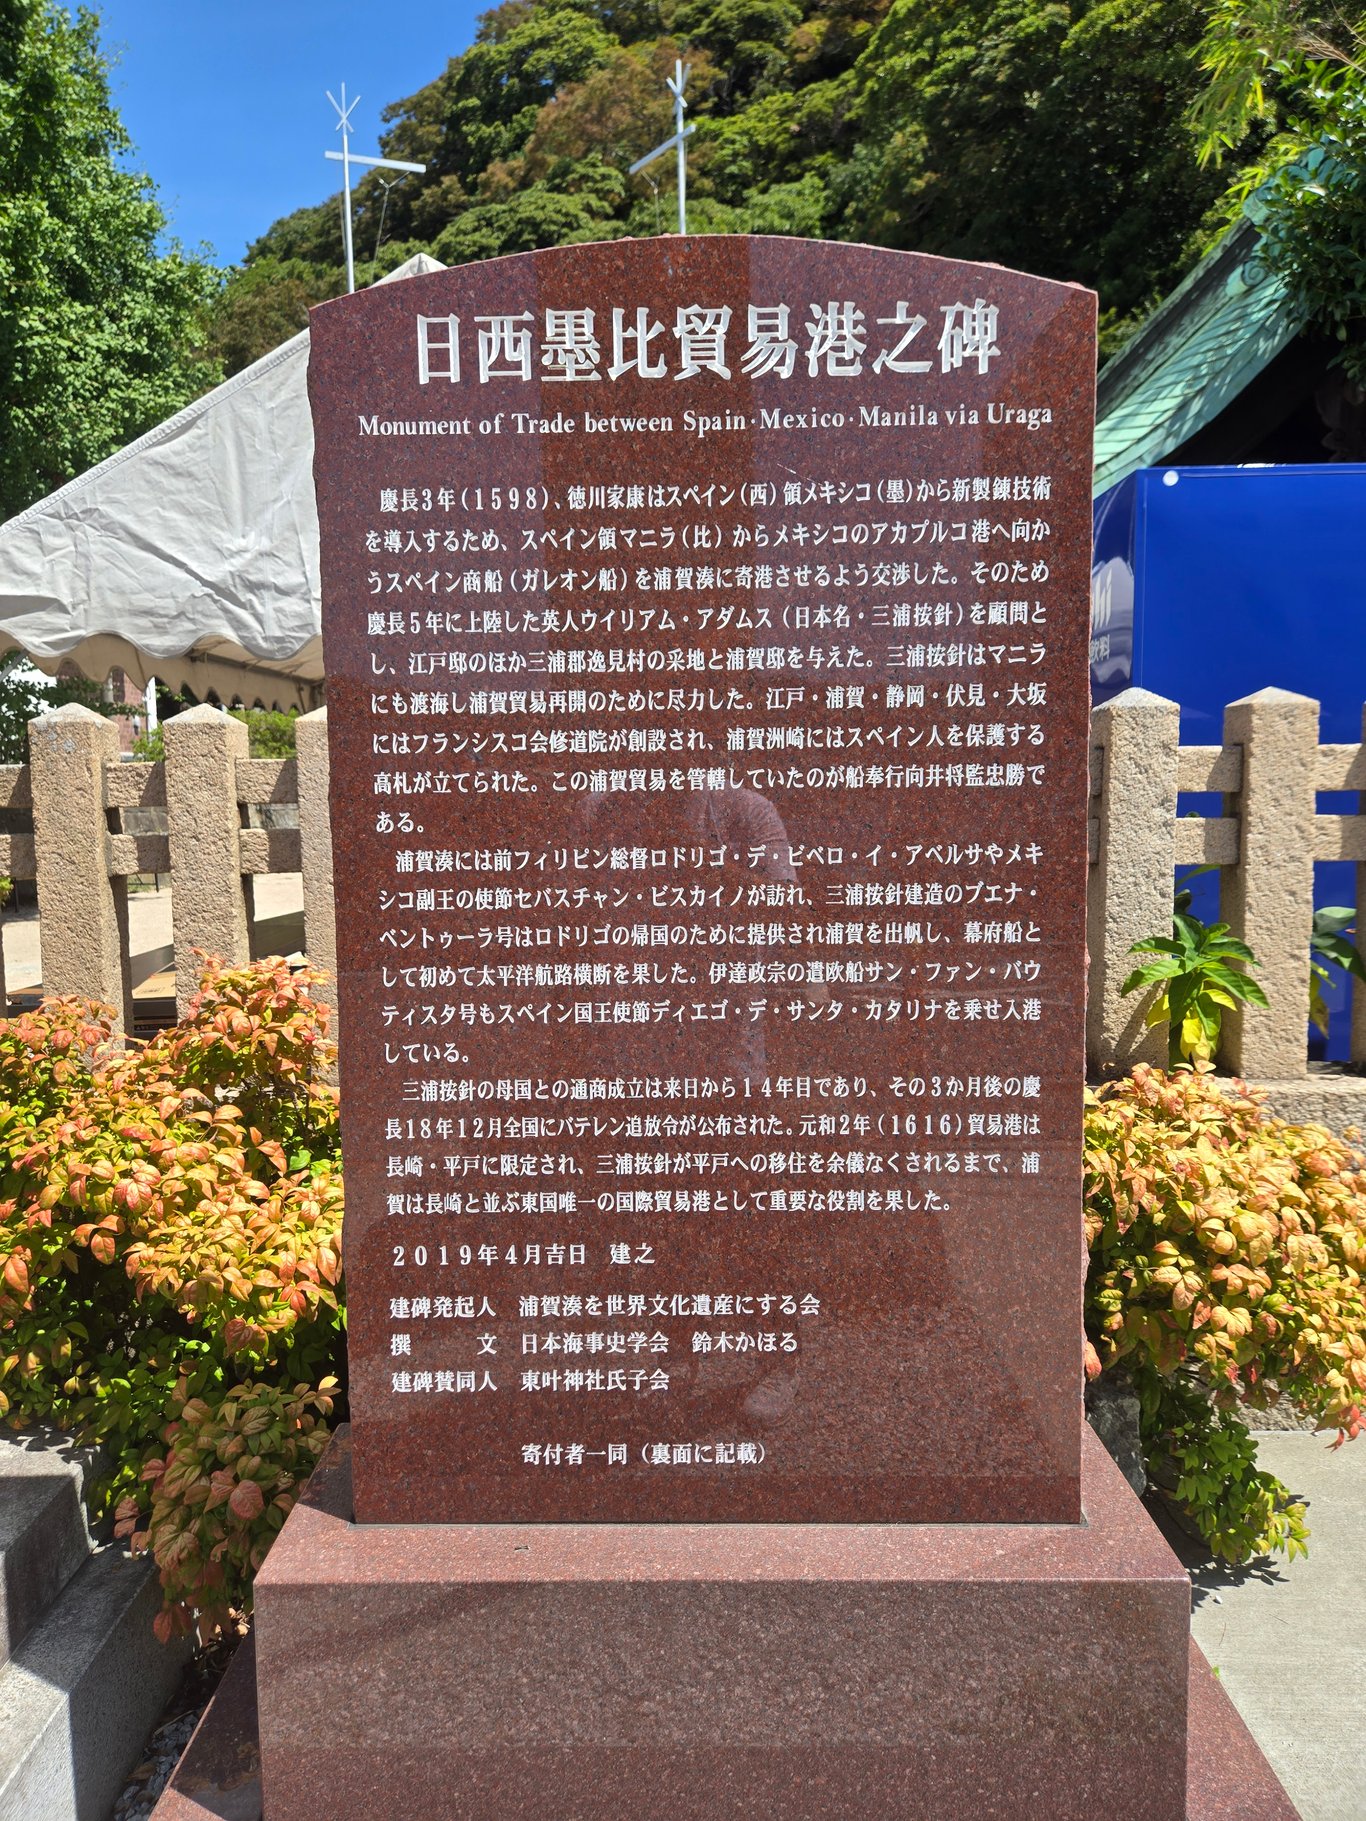 日西墨比貿易港之碑
Monument of Trade between Spain·Mexico·Manila via Uraga
慶長3年(1598)、徳川家康はスペイン(西)領メキシコ(墨)から新製錬技術
を導入するため、スペイン領マニラ(比)からメキシコのアカプルコ港へ向か
うスペイン商船(ガレオン船)を浦賀湊に寄港させるよう交渉した。そのため
慶長5年に上陸した英人ウイリアム・アダムス(日本名・三浦按針)を顧問と
し、江戸邸のほか三浦郡逸見村の采地と浦賀邸を与えた。三浦按針はマニラ
にも渡海し浦賀貿易再開のために尽力した。江戸・浦賀・静岡・伏見・大坂
にはフランシスコ会修道院が創設され、浦賀洲崎にはスペイン人を保護する
高札が立てられた。この浦賀貿易を管轄していたのが船奉行向井将監忠勝で
ある。
浦賀湊には前フィリピン総督ロドリゴ・デ・ビベロ・イ・アベルサやメキ
シコ副王の使節セバスチャン・ビスカイノが訪れ、三浦按針建造のブエナ・
ベントゥーラ号はロドリゴの帰国のために提供され浦賀を出帆し、幕府船と
して初めて太平洋航路横断を果した。伊達政宗の遣欧船サン・ファン・バウ
ティスタ号もスペイン国王使節ディエゴ・デ・サンタ・カタリナを乗せ入港
している。
三浦按針の母国との通商成立は来日から14年目であり、その3か月後の慶
長18年12月全国にバテレン追放令が公布された。元和2年(1616)貿易港は
長崎・平戸に限定され、三浦按針が平戸への移住を余儀なくされるまで、浦
賀は長崎と並ぶ東国唯一の国際貿易港として重要な役割を果した。
2019年4月吉日 建之
建碑発起人 浦賀湊を世界文化遺産にする会
撰 文 日本海事史学会 鈴木かほる
建碑賛同人 東叶神社氏子会
寄付者一同(裏面に記載)
飲料